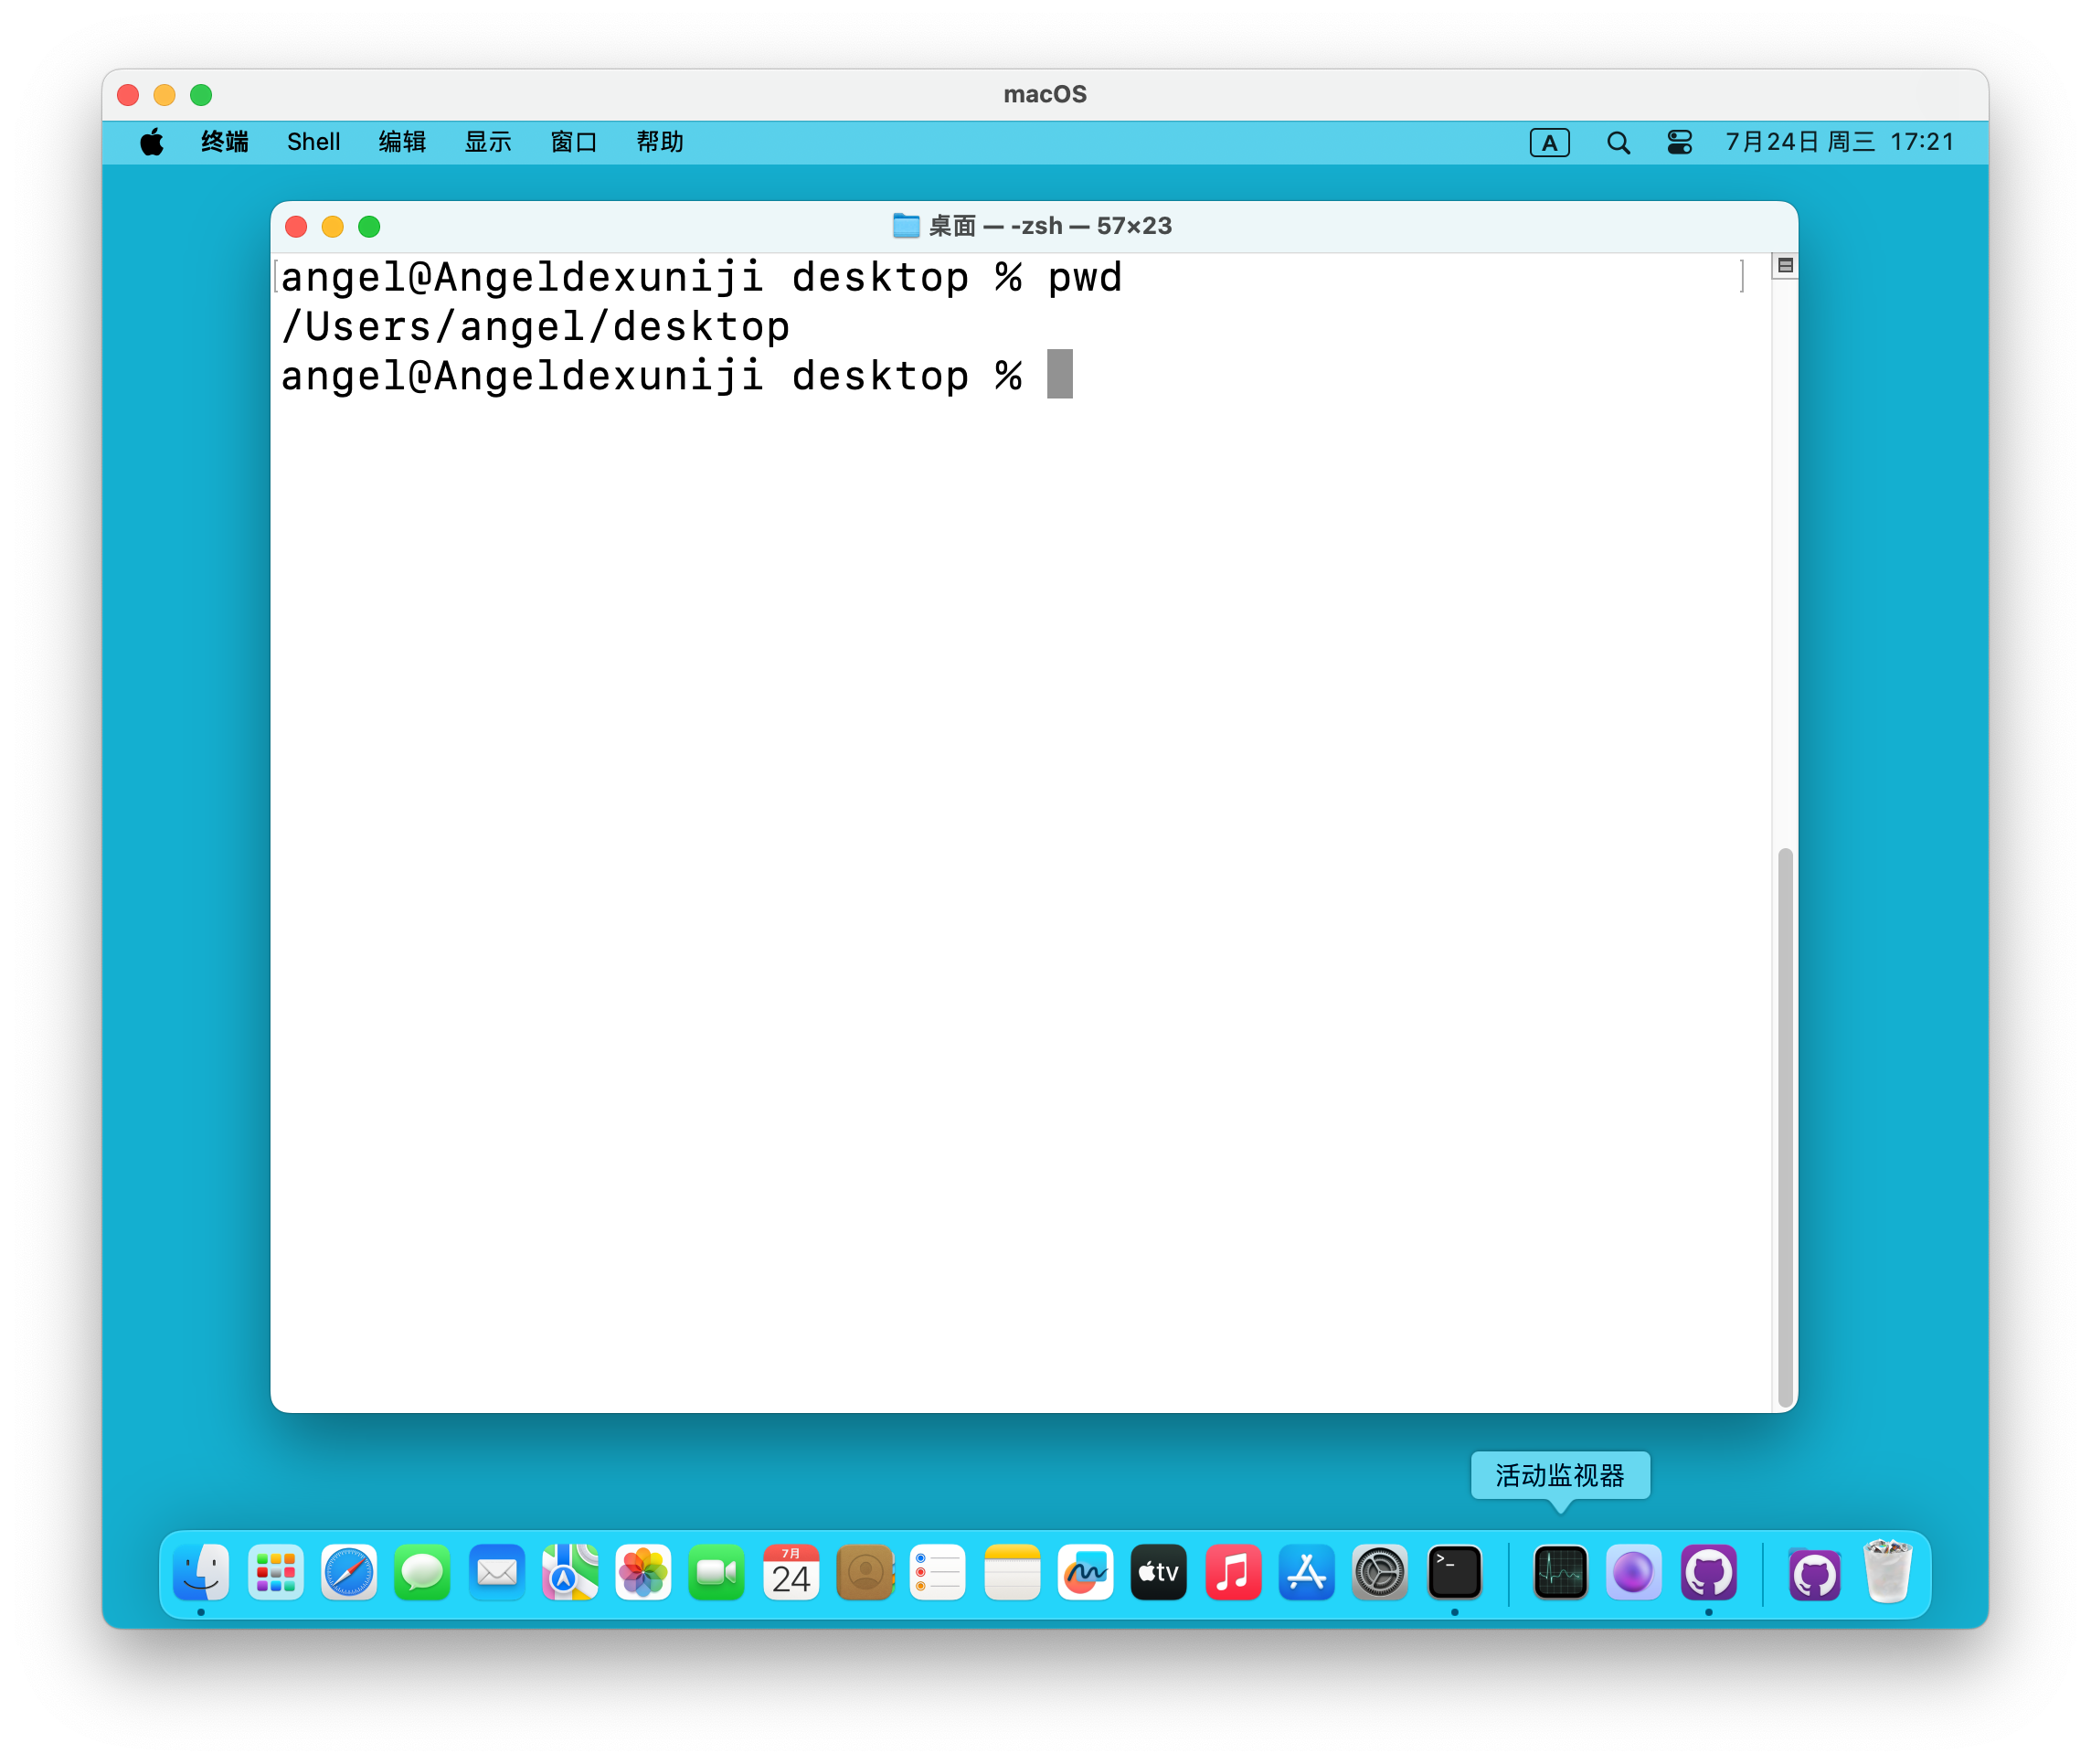 macOS
终端 Shell 编辑 显示 窗口 帮助 A 7月24日 周三 17:21
桌面 — -zsh — 57×23
angel@Angeldexuniji desktop % pwd
/Users/angel/desktop
angel@Angeldexuniji desktop %
活动监视器
7月
24
tv
>_